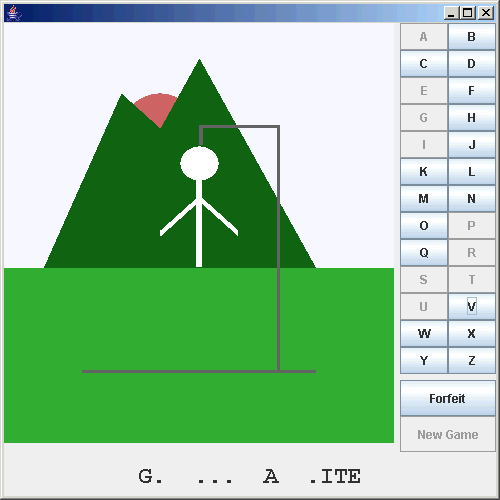 A B
C D
E F
G H
I J
K L
M N
O P
Q R
S T
U V
W X
Y Z
Forfeit
New Game
G. ... A .ITE